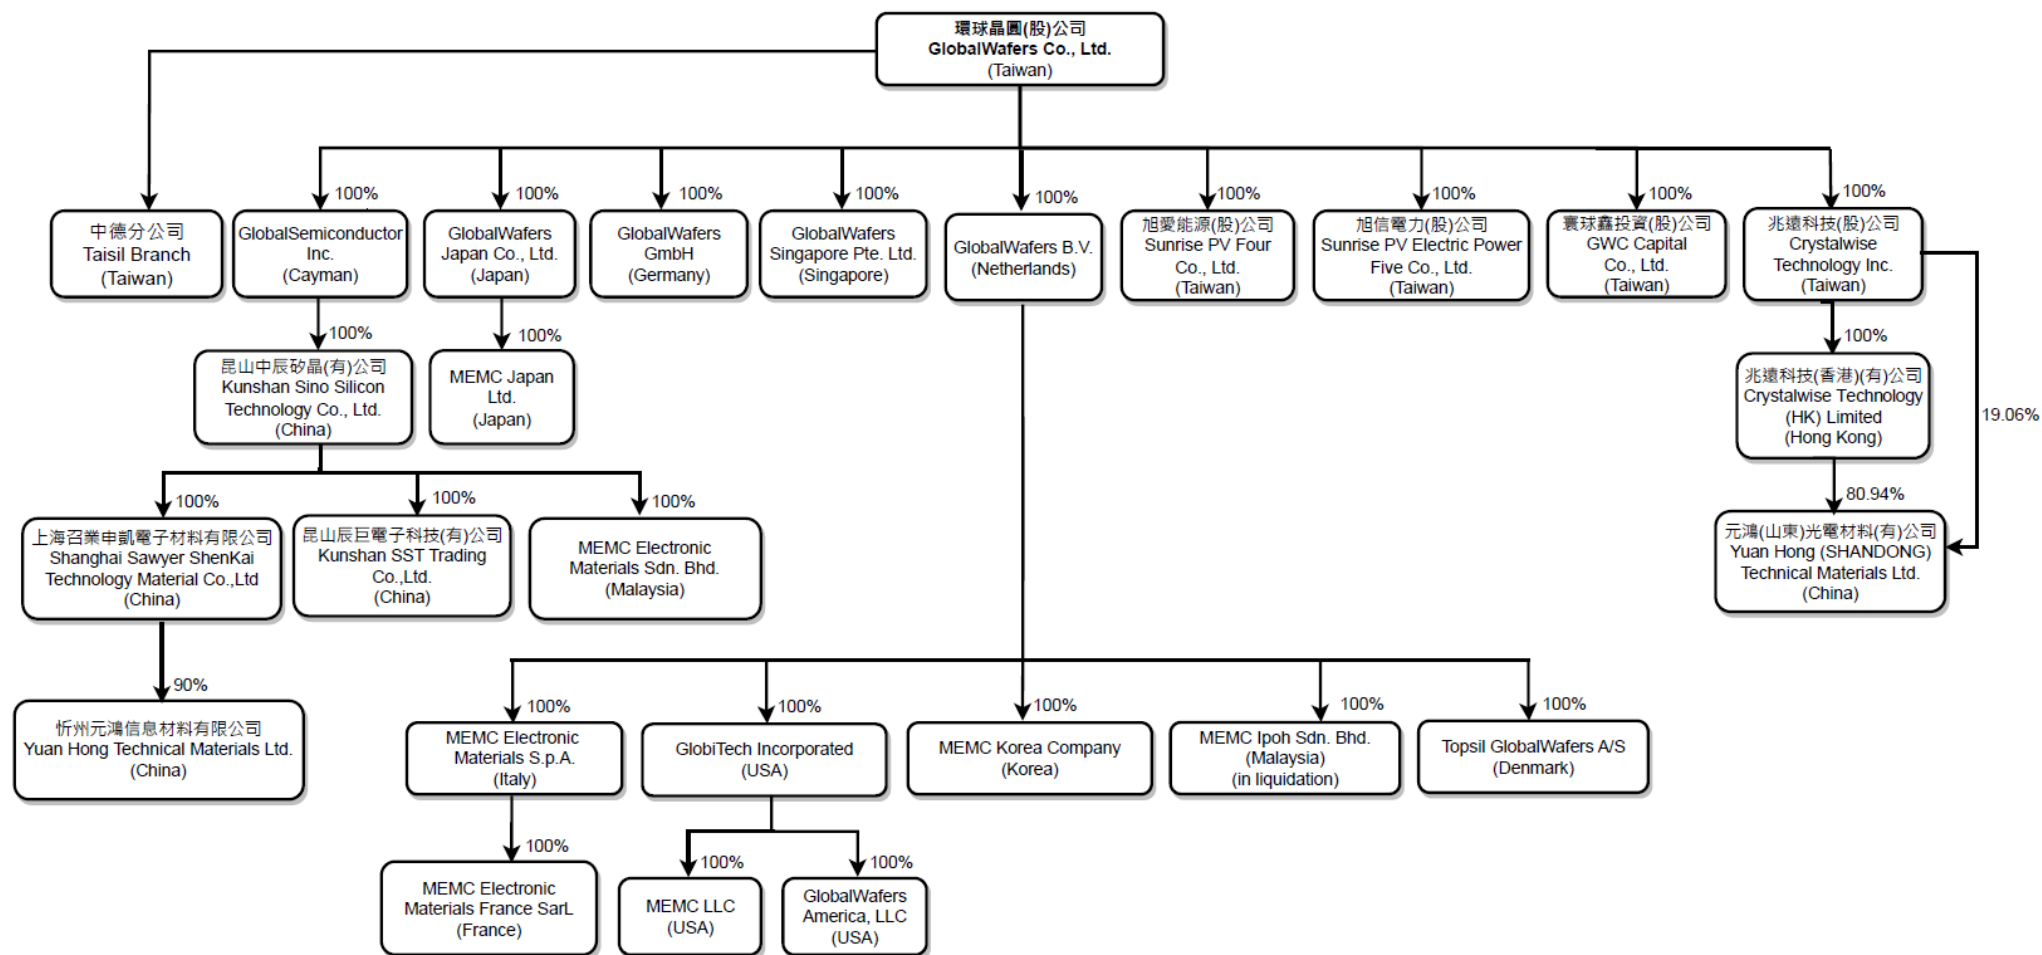 環球晶圓(股)公司
GlobalWafers Co., Ltd.
(Taiwan)
中德分公司
Taisil Branch
(Taiwan)
100%
GlobalSemiconductor
Inc.
(Cayman)
100%
GlobalWafers
Japan Co., Ltd.
(Japan)
100%
GlobalWafers
GmbH
(Germany)
100%
GlobalWafers
Singapore Pte. Ltd.
(Singapore)
100%
GlobalWafers B.V.
(Netherlands)
100%
旭愛能源(股)公司
Sunrise PV Four
Co., Ltd.
(Taiwan)
100%
旭信電力(股)公司
Sunrise PV Electric Power
Five Co., Ltd.
(Taiwan)
100%
寰球鑫投資(股)公司
GWC Capital
Co., Ltd.
(Taiwan)
100%
兆遠科技(股)公司
Crystalwise
Technology Inc.
(Taiwan)
100%
昆山中辰矽晶(有)公司
Kunshan Sino Silicon
Technology Co., Ltd.
(China)
100%
MEMC Japan
Ltd.
(Japan)
100%
兆遠科技(香港)(有)公司
Crystalwise Technology
(HK) Limited
(Hong Kong)
19.06%
100%
上海召業申凱電子材料有限公司
Shanghai Sawyer ShenKai
Technology Material Co.,Ltd
(China)
100%
昆山辰巨電子科技(有)公司
Kunshan SST Trading
Co.,Ltd.
(China)
100%
MEMC Electronic
Materials Sdn. Bhd.
(Malaysia)
80.94%
元鴻(山東)光電材料(有)公司
Yuan Hong (SHANDONG)
Technical Materials Ltd.
(China)
90%
忻州元鴻信息材料有限公司
Yuan Hong Technical Materials Ltd.
(China)
100%
MEMC Electronic
Materials S.p.A.
(Italy)
100%
GlobiTech Incorporated
(USA)
100%
MEMC Korea Company
(Korea)
100%
MEMC Ipoh Sdn. Bhd.
(Malaysia)
(in liquidation)
100%
Topsil GlobalWafers A/S
(Denmark)
100%
MEMC Electronic
Materials France SarL
(France)
100%
MEMC LLC
(USA)
100%
GlobalWafers
America, LLC
(USA)